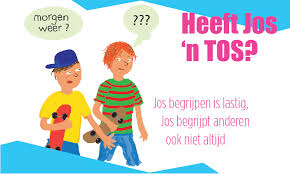 morgen
weer ?
???
Heeft Jos
'n TOS?
Jos begrijpen is lastig,
Jos begrijpt anderen
ook niet altijd